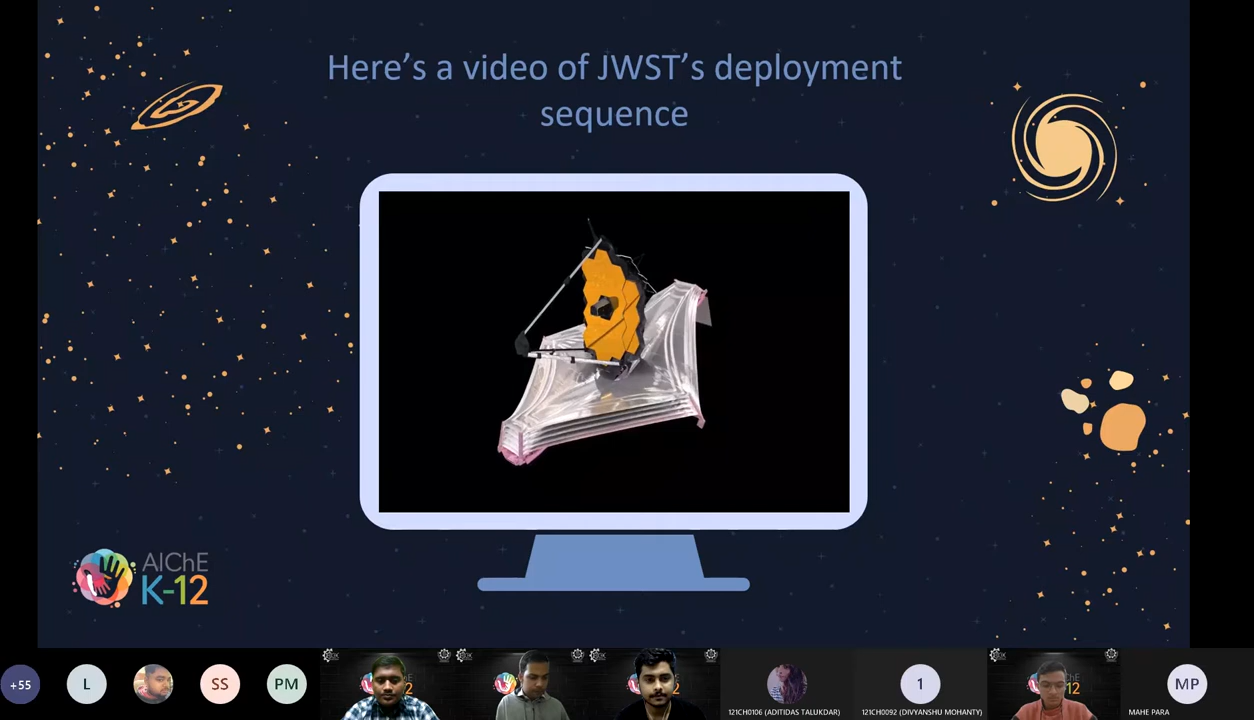 Here's a video of JWST's deployment
sequence
AIChE
K-12
+55
L
SS
PM
121CH0106 (ADITIDAS TALUKDAR)
1
121CH0092 (DIVYANSHU MOHANTY)
MP
MAHE PARA